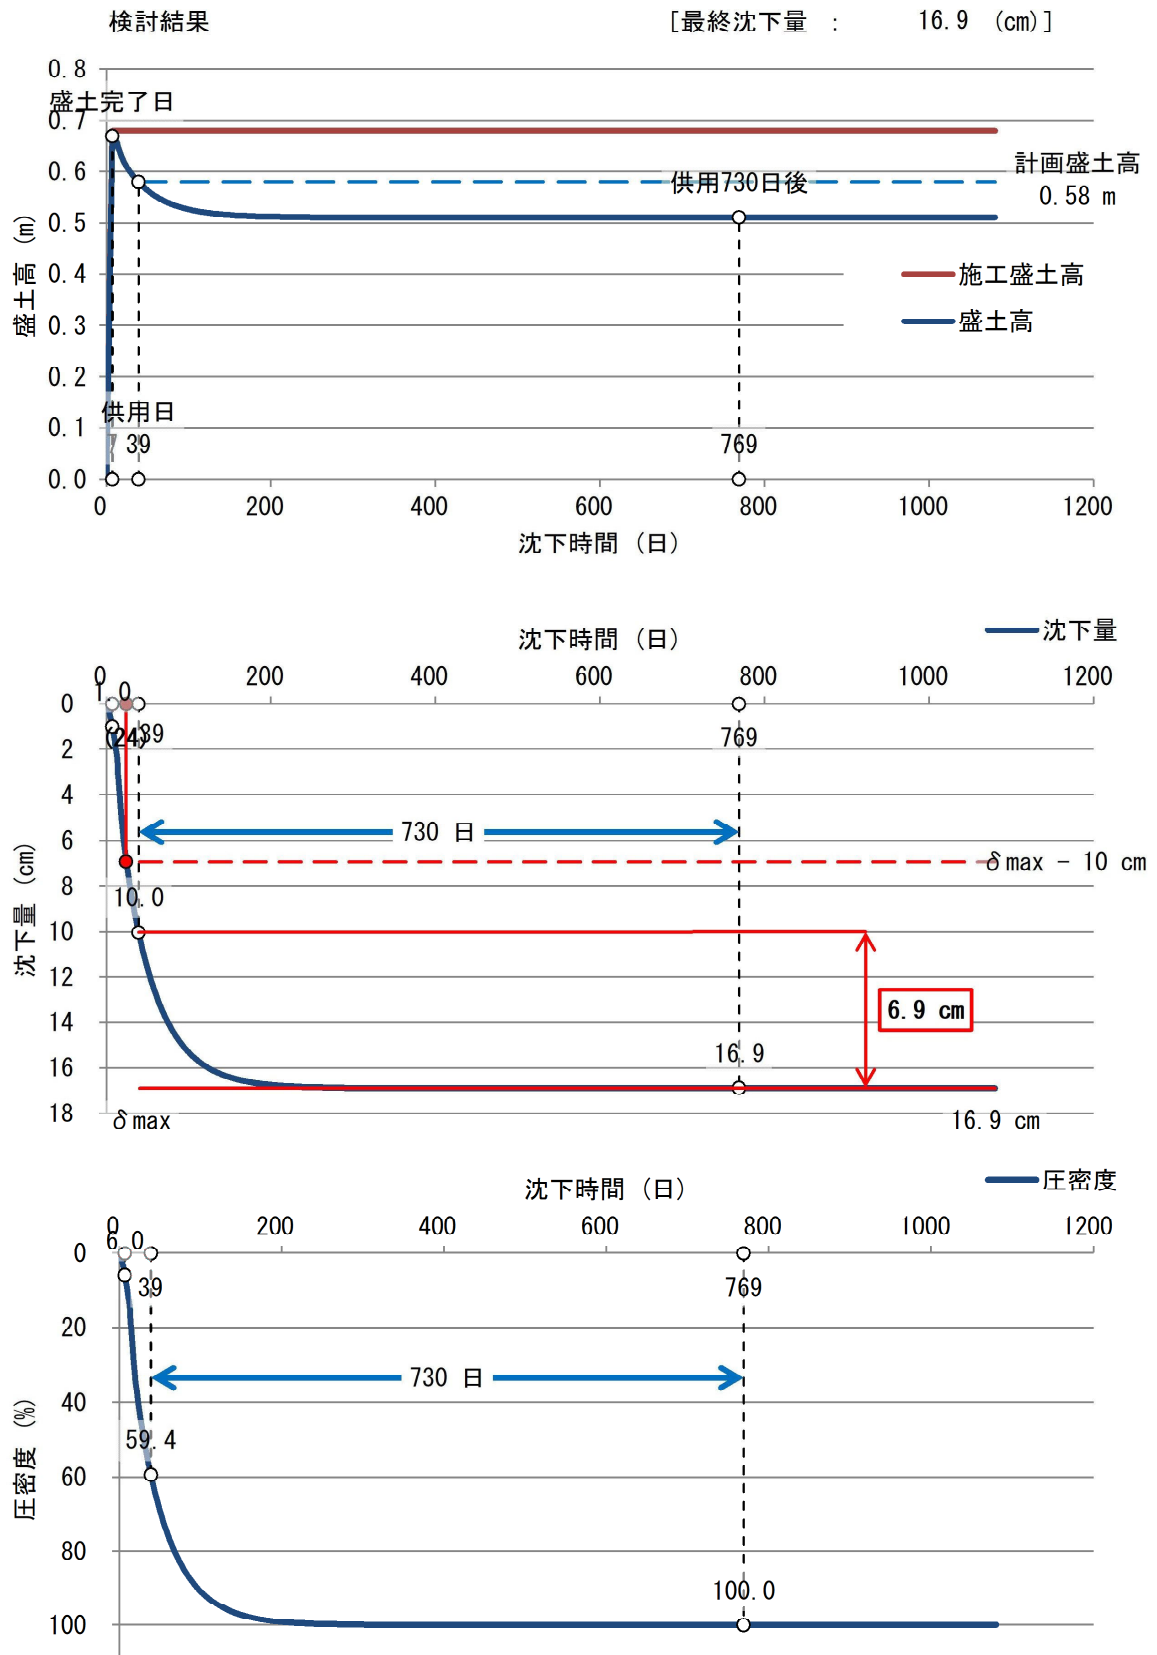 検討結果 [最終沈下量 : 16.9 (cm)]
0.8
盛土完了日
0.7
0.6
0.5
0.4
0.3
0.2
0.1
0.0
盛土高 (m)
計画盛土高
0.58 m
供用730日後
施工盛土高
盛土高
供用日
7 39 769
0 200 400 600 800 1000 1200
沈下時間 (日)
沈下時間 (日)
沈下量
0 200 400 600 800 1000 1200
1.0
(24) 39 769
0
2
4
6
8
10
12
14
16
18
沈下量 (cm)
730 日
δmax - 10 cm
10.0
6.9 cm
16.9
δmax 16.9 cm
沈下時間 (日)
圧密度
0 200 400 600 800 1000 1200
6.0
39 769
0
20
40
60
80
100
圧密度 (%)
730 日
59.4
100.0